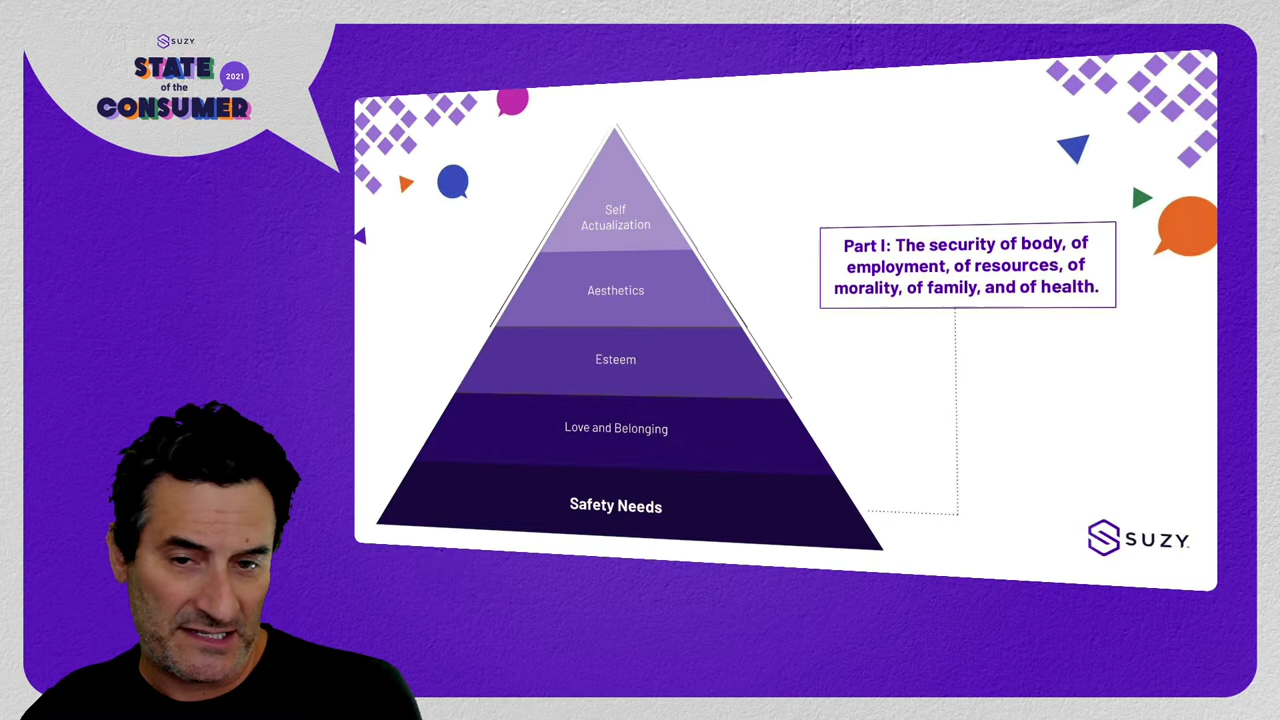 SUZY
STATE
2021
of the
CONSUMER
Self
Actualization
Aesthetics
Esteem
Love and Belonging
Safety Needs
Part I: The security of body, of
employment, of resources, of
morality, of family, and of health.
SUZY